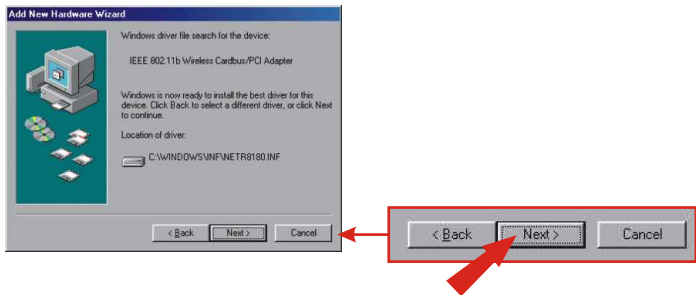 Add New Hardware Wizard
Windows driver file search for the device:
IEEE 802.11b Wireless Cardbus/PCI Adapter
Windows is now ready to install the best driver for this
device. Click Back to select a different driver, or click Next
to continue.
Location of driver:
C:\WINDOWS\INF\NETR8180.INF
< Back Next > Cancel
< Back Next > Cancel